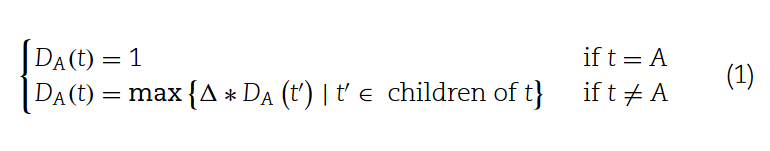 D_A(t) = 1 if t = A
D_A(t) = max {Δ ∗ D_A (t′) | t′ ∈ children of t} if t ≠ A
(1)